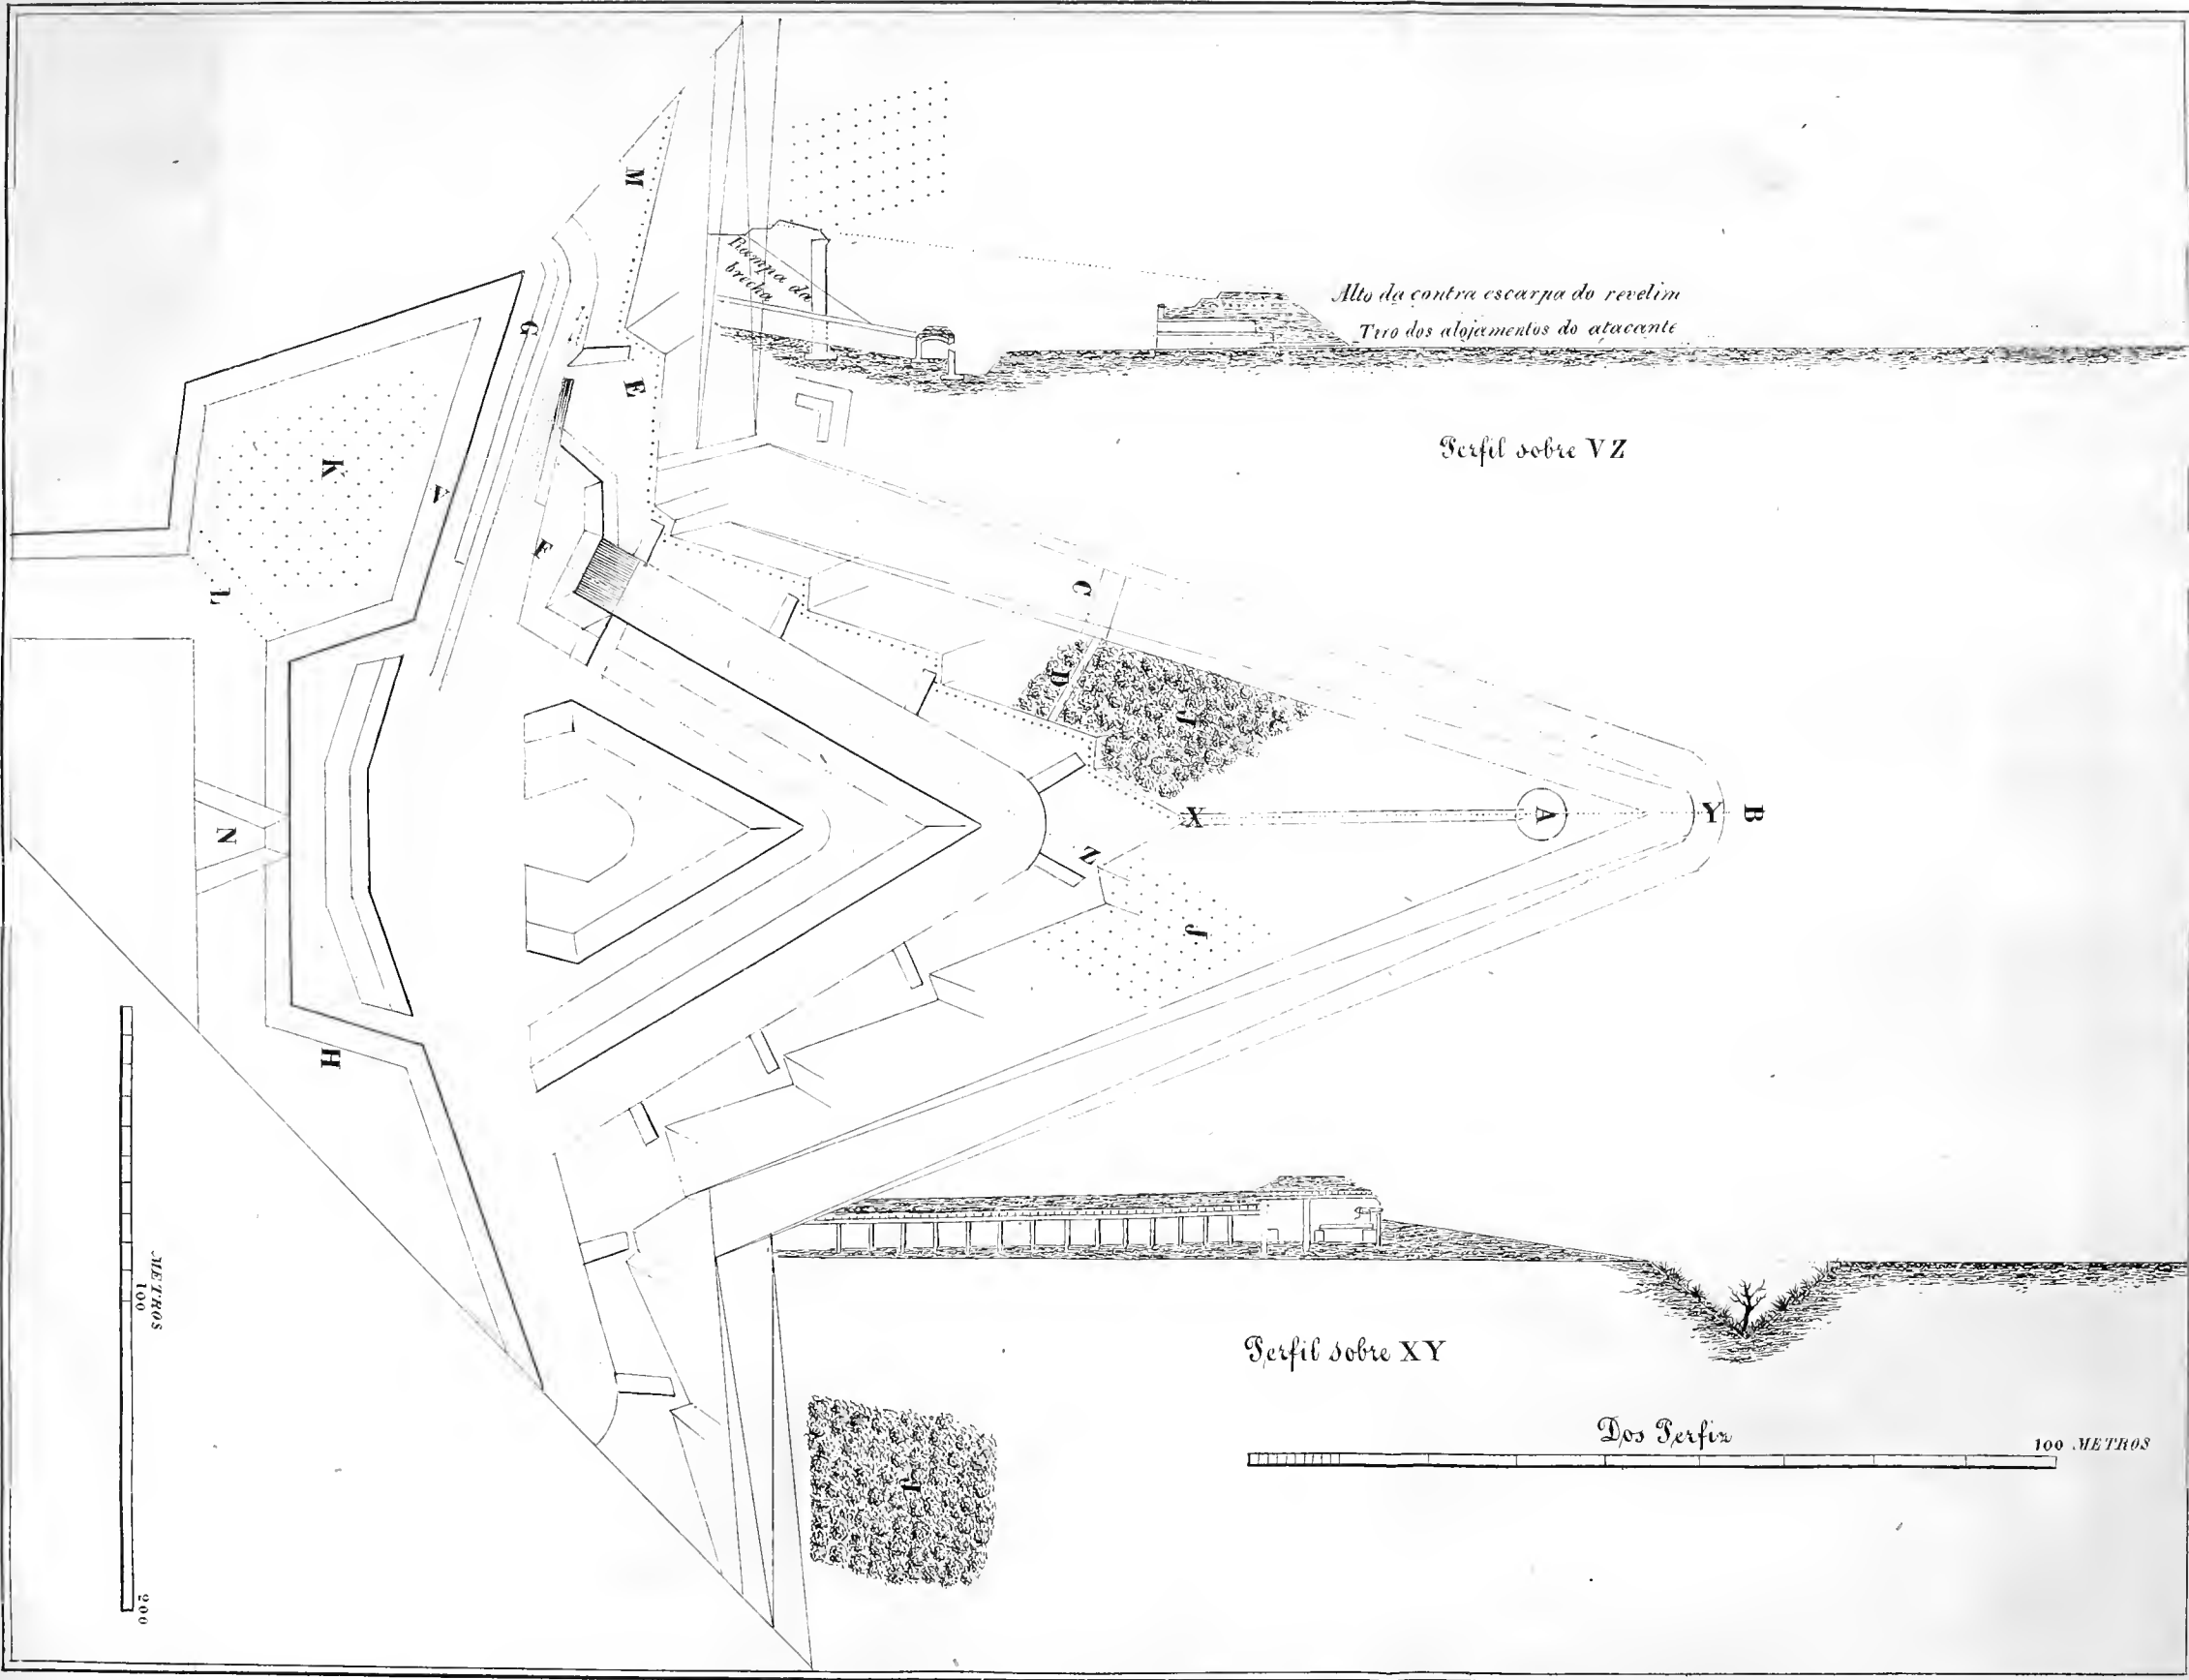 M
Rampa da
brecha
Alto da contra escarpa do revelim
Tiro dos alojamentos do atacante
G
E
Perfil sobre VZ
K
V
F
L
C
D
J
X
A
Y
B
N
Z
J
H
METROS
100
200
Perfil sobre XY
Dos Perfiz
100 METROS